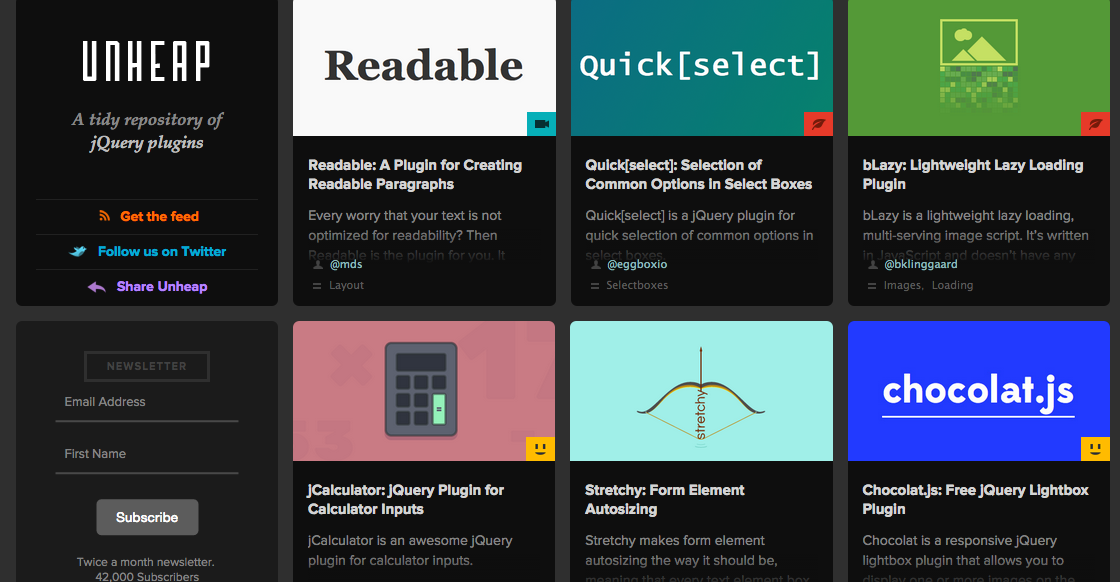 UNHEAP
A tidy repository of
jQuery plugins
Get the feed
Follow us on Twitter
Share Unheap
Readable
Readable: A Plugin for Creating
Readable Paragraphs
Every worry that your text is not
optimized for readability? Then
Readable is the plugin for you. It
@mds
Layout
Quick[select]
Quick[select]: Selection of
Common Options in Select Boxes
Quick[select] is a jQuery plugin for
quick selection of common options in
select boxes.
@eggboxio
Selectboxes
bLazy: Lightweight Lazy Loading
Plugin
bLazy is a lightweight lazy loading,
multi-serving image script. It's written
in JavaScript and doesn't have any
@bklinggaard
Images, Loading
NEWSLETTER
Email Address
First Name
Subscribe
Twice a month newsletter.
42,000 Subscribers
jCalculator: jQuery Plugin for
Calculator Inputs
jCalculator is an awesome jQuery
plugin for calculator inputs.
stretchy
Stretchy: Form Element
Autosizing
Stretchy makes form element
autosizing the way it should be,
meaning that every text element box
chocolat.js
Chocolat.js: Free jQuery Lightbox
Plugin
Chocolat is a responsive jQuery
lightbox plugin that allows you to
display one or more images on the